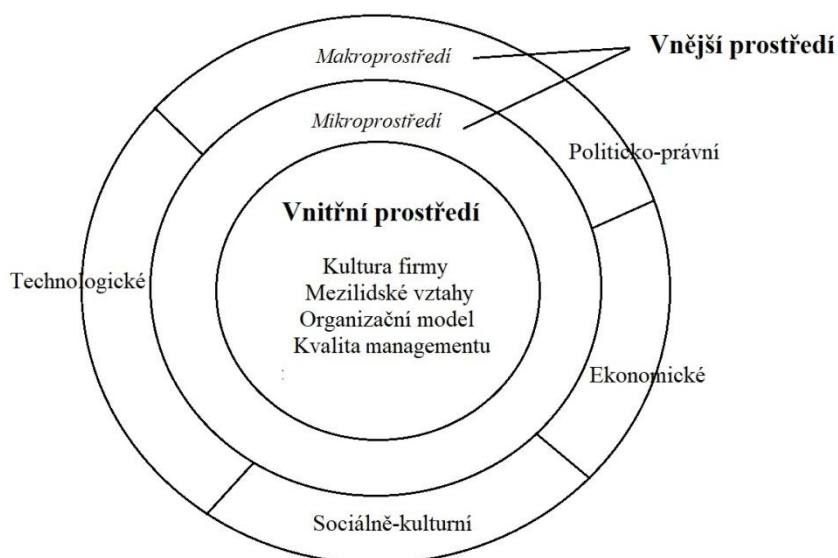 Makroprostředí
Vnější prostředí
Mikroprostředí
Politicko-právní
Vnitřní prostředí
Kultura firmy
Technologické
Mezilidské vztahy
Organizační model
Kvalita managementu
:
Ekonomické
Sociálně-kulturní